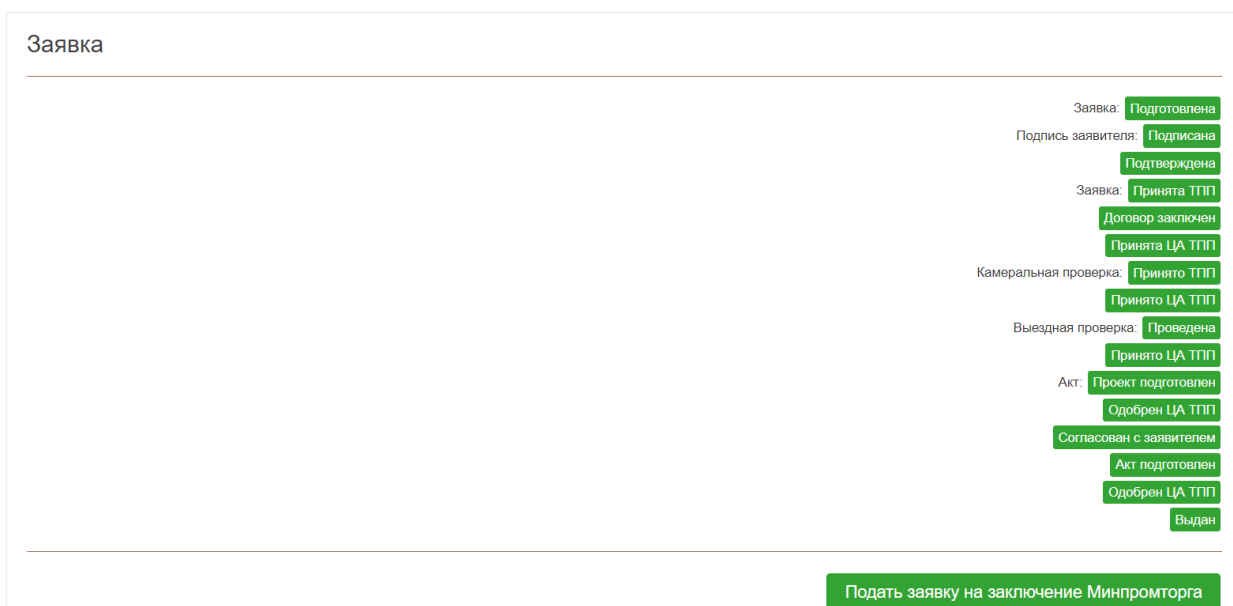 Заявка
Заявка: Подготовлена
Подпись заявителя: Подписана
Подтверждена
Заявка: Принята ТПП
Договор заключен
Принята ЦА ТПП
Камеральная проверка: Принято ТПП
Принято ЦА ТПП
Выездная проверка: Проведена
Принято ЦА ТПП
Акт: Проект подготовлен
Одобрен ЦА ТПП
Согласован с заявителем
Акт подготовлен
Одобрен ЦА ТПП
Выдан
Подать заявку на заключение Минпромторга